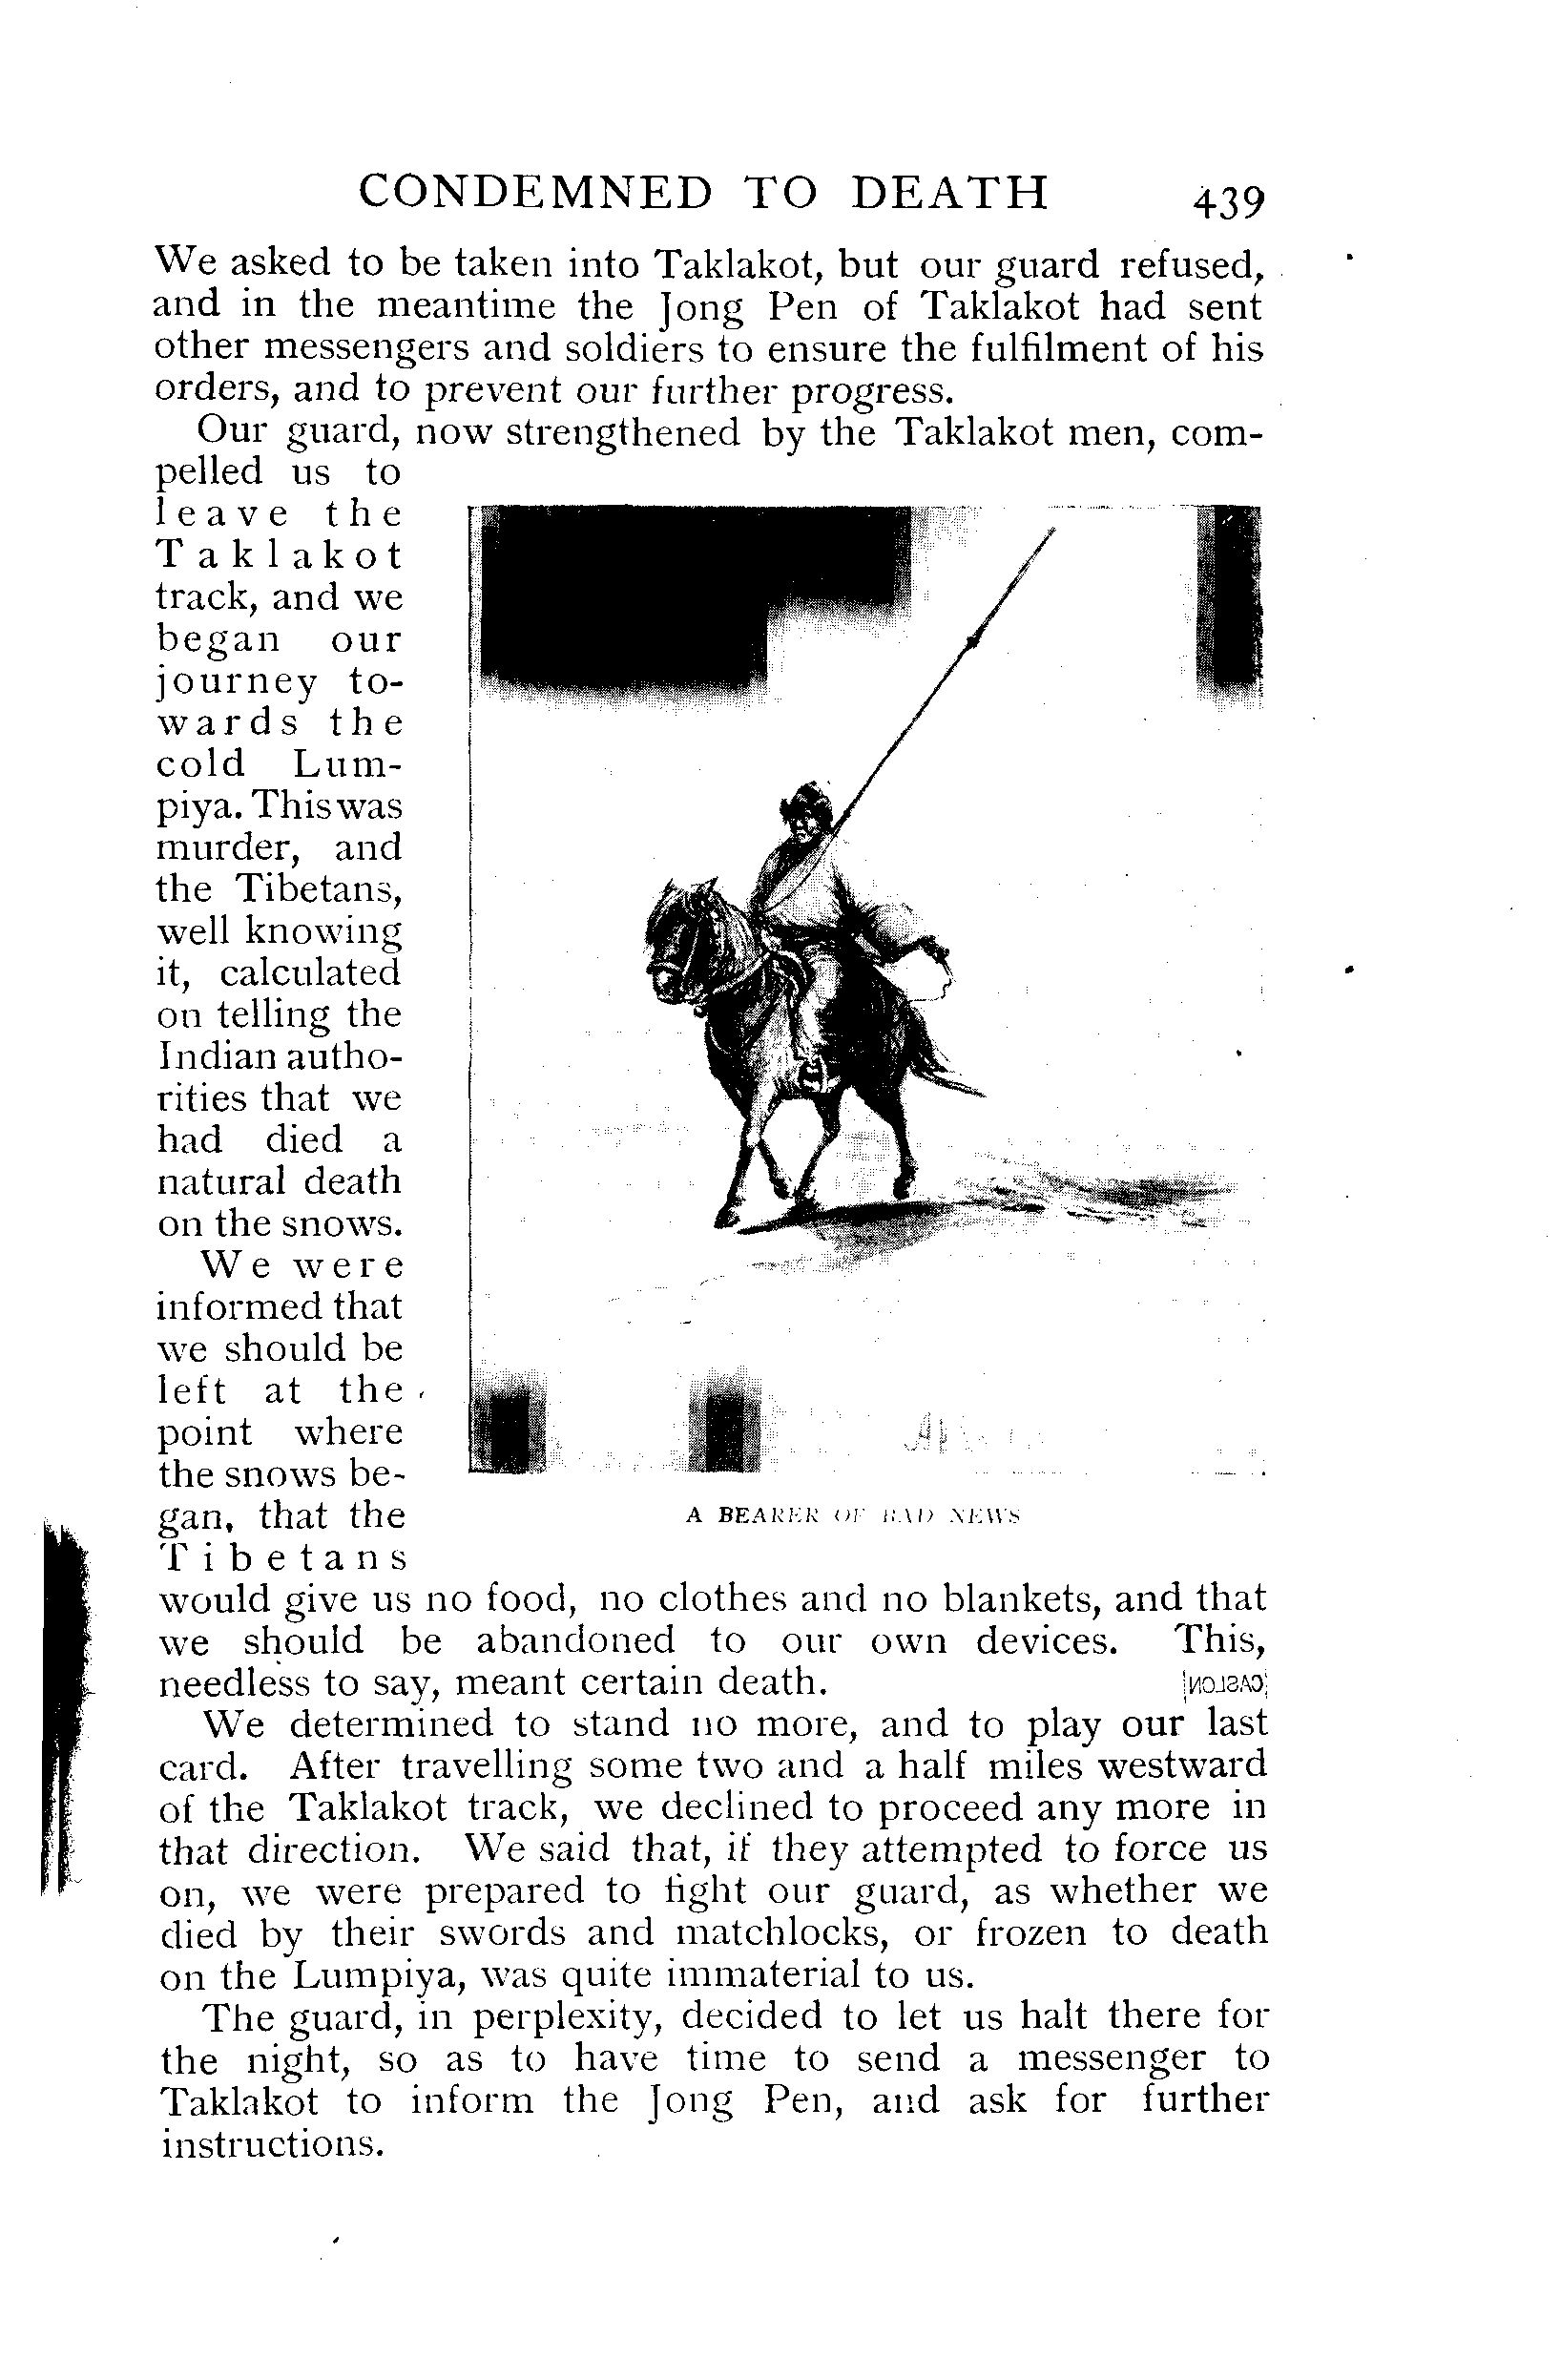 CONDEMNED TO DEATH 439
We asked to be taken into Taklakot, but our guard refused,
and in the meantime the Jong Pen of Taklakot had sent
other messengers and soldiers to ensure the fulfilment of his
orders, and to prevent our further progress.
Our guard, now strengthened by the Taklakot men, com-
pelled us to
leave the
Taklakot
track, and we
began our
journey to-
wards the
cold Lum-
piya. This was
murder, and
the Tibetans,
well knowing
it, calculated
on telling the
Indian autho-
rities that we
had died a
natural death
on the snows.
We were
informed that
we should be
left at the
point where
the snows be-
gan, that the
Tibetans
A BEARER OF BAD NEWS
would give us no food, no clothes and no blankets, and that
we should be abandoned to our own devices. This,
needless to say, meant certain death.
We determined to stand no more, and to play our last
card. After travelling some two and a half miles westward
of the Taklakot track, we declined to proceed any more in
that direction. We said that, if they attempted to force us
on, we were prepared to fight our guard, as whether we
died by their swords and matchlocks, or frozen to death
on the Lumpiya, was quite immaterial to us.
The guard, in perplexity, decided to let us halt there for
the night, so as to have time to send a messenger to
Taklakot to inform the Jong Pen, and ask for further
instructions.